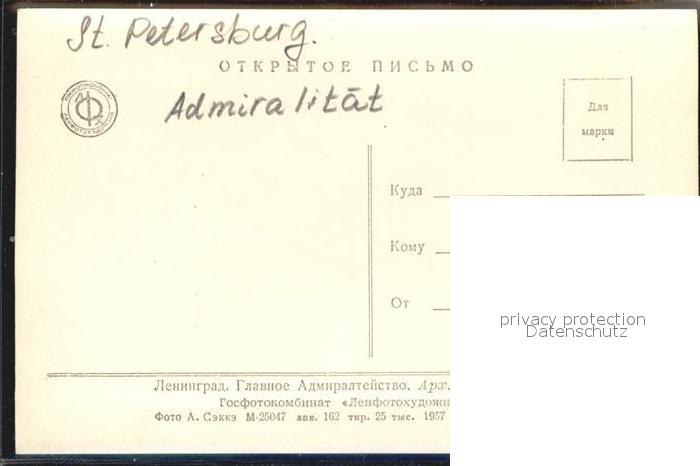 St. Petersburg.
ОТКРЫТОЕ ПИСЬМО
Admiralität
Для
марки
Куда
Кому
От
privacy protection
Datenschutz
Ленинград. Главное Адмиралтейство. Арх.
Госфотокомбинат «Ленфотохудожн
Фото А. Сэккэ М-25047 зак. 162 тир. 25 тыс. 1957